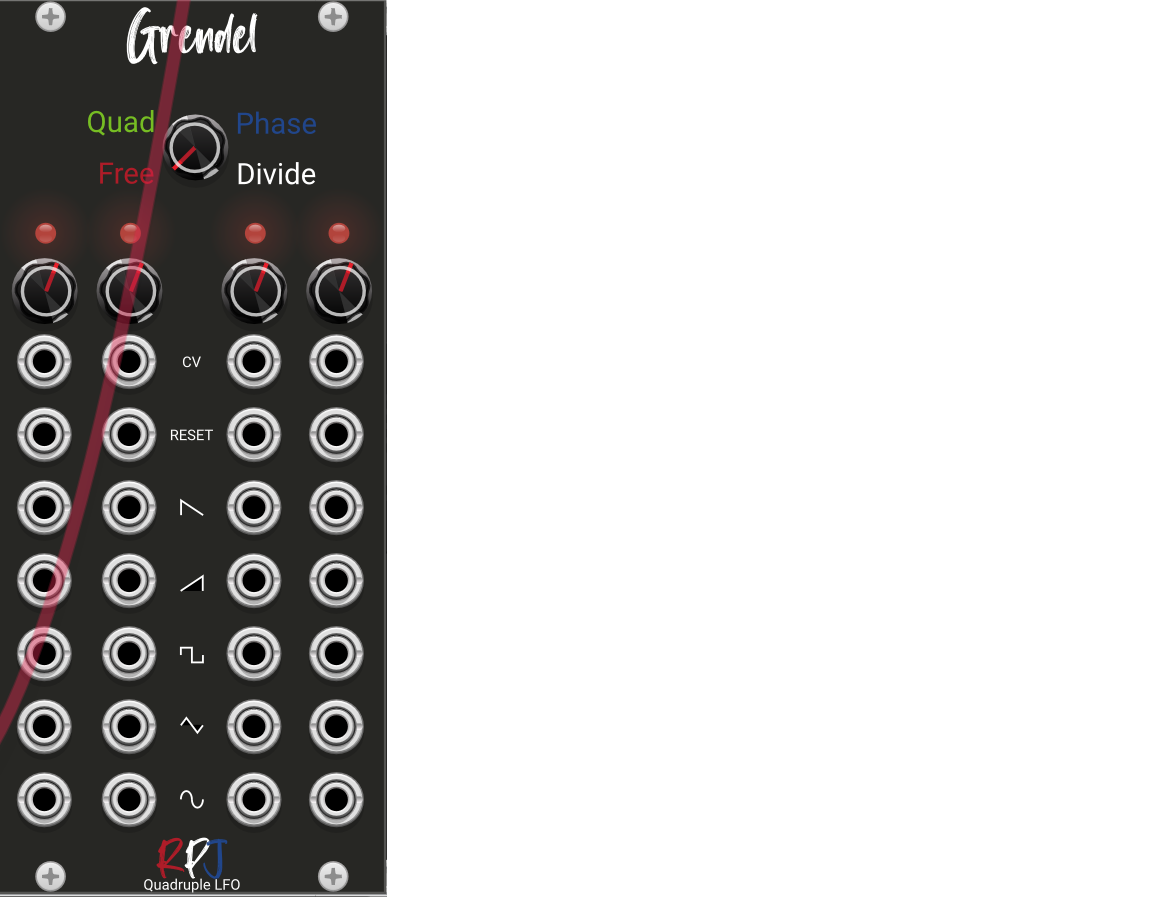 Grendel
Quad Phase
Free Divide
CV
RESET
RPJ
Quadruple LFO